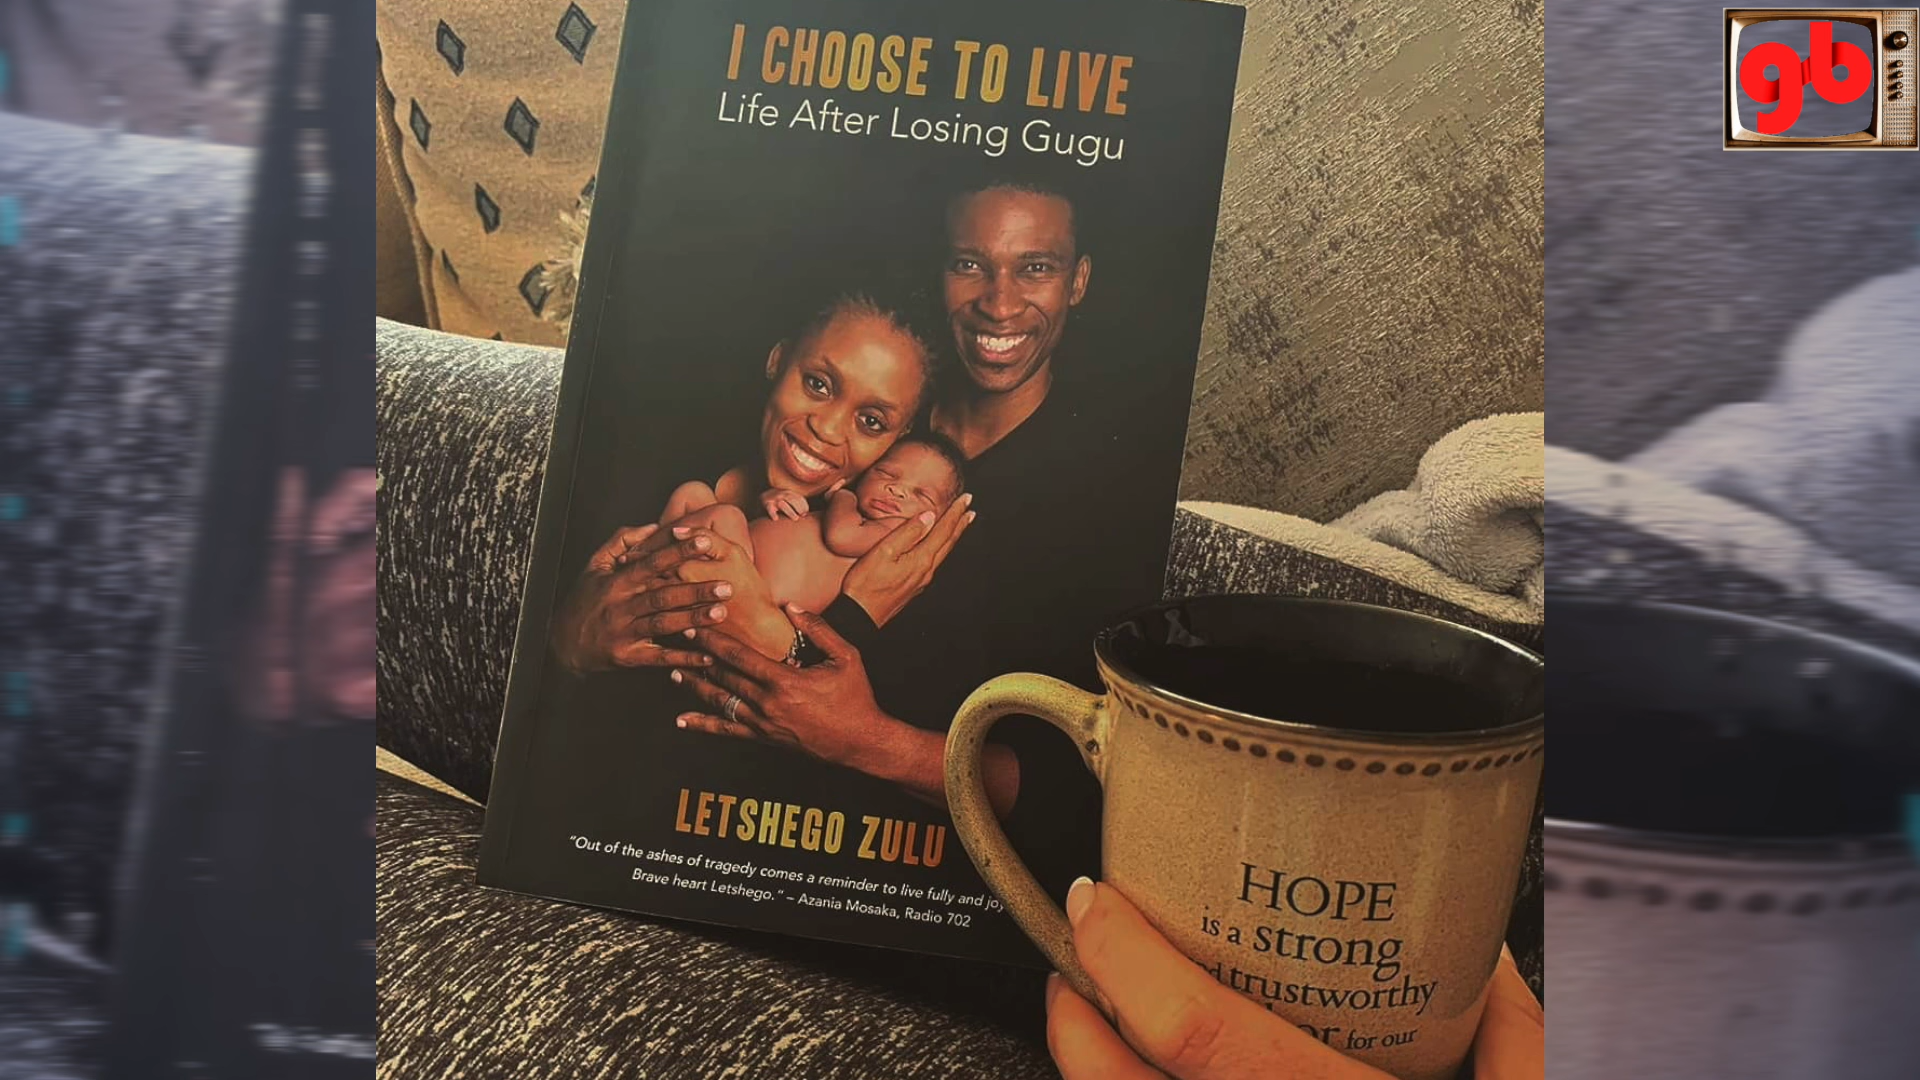 I CHOOSE TO LIVE
Life After Losing Gugu
LETSHEGO ZULU
"Out of the ashes of tragedy comes a reminder to live fully and
Brave heart Letshego." – Azania Mosaka, Radio 702
HOPE
is a strong
trustworthy
for our
gb